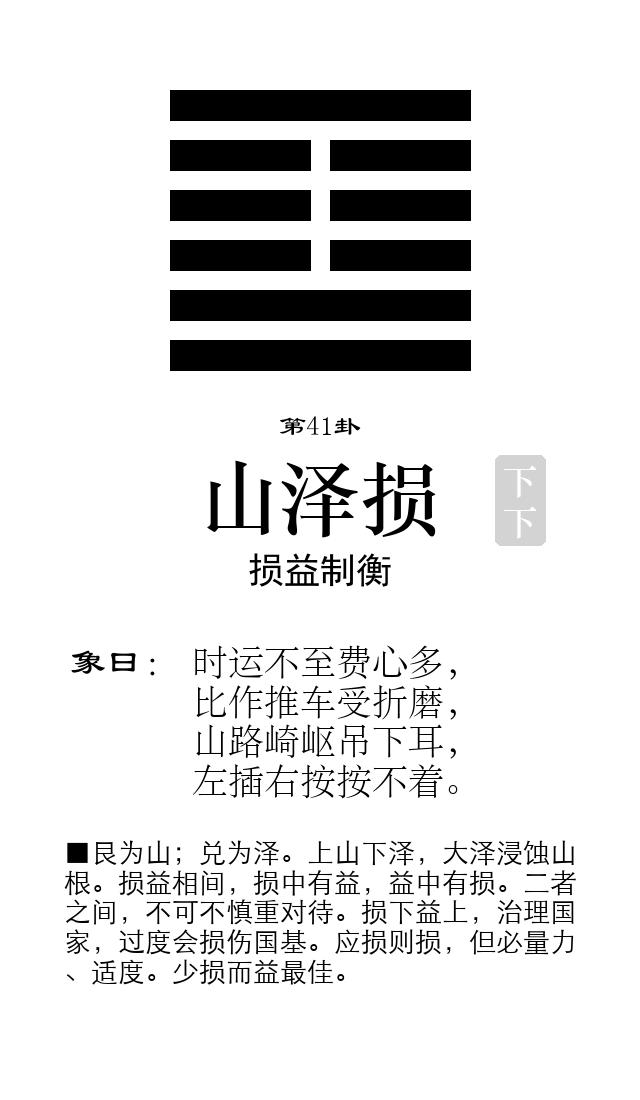 第41卦
山泽损
下下
损益制衡
象曰：时运不至费心多，
比作推车受折磨，
山路崎岖吊下耳，
左插右按按不着。
■艮为山；兑为泽。上山下泽，大泽浸蚀山
根。损益相间，损中有益，益中有损。二者
之间，不可不慎重对待。损下益上，治理国
家，过度会损伤国基。应损则损，但必量力
、适度。少损而益最佳。